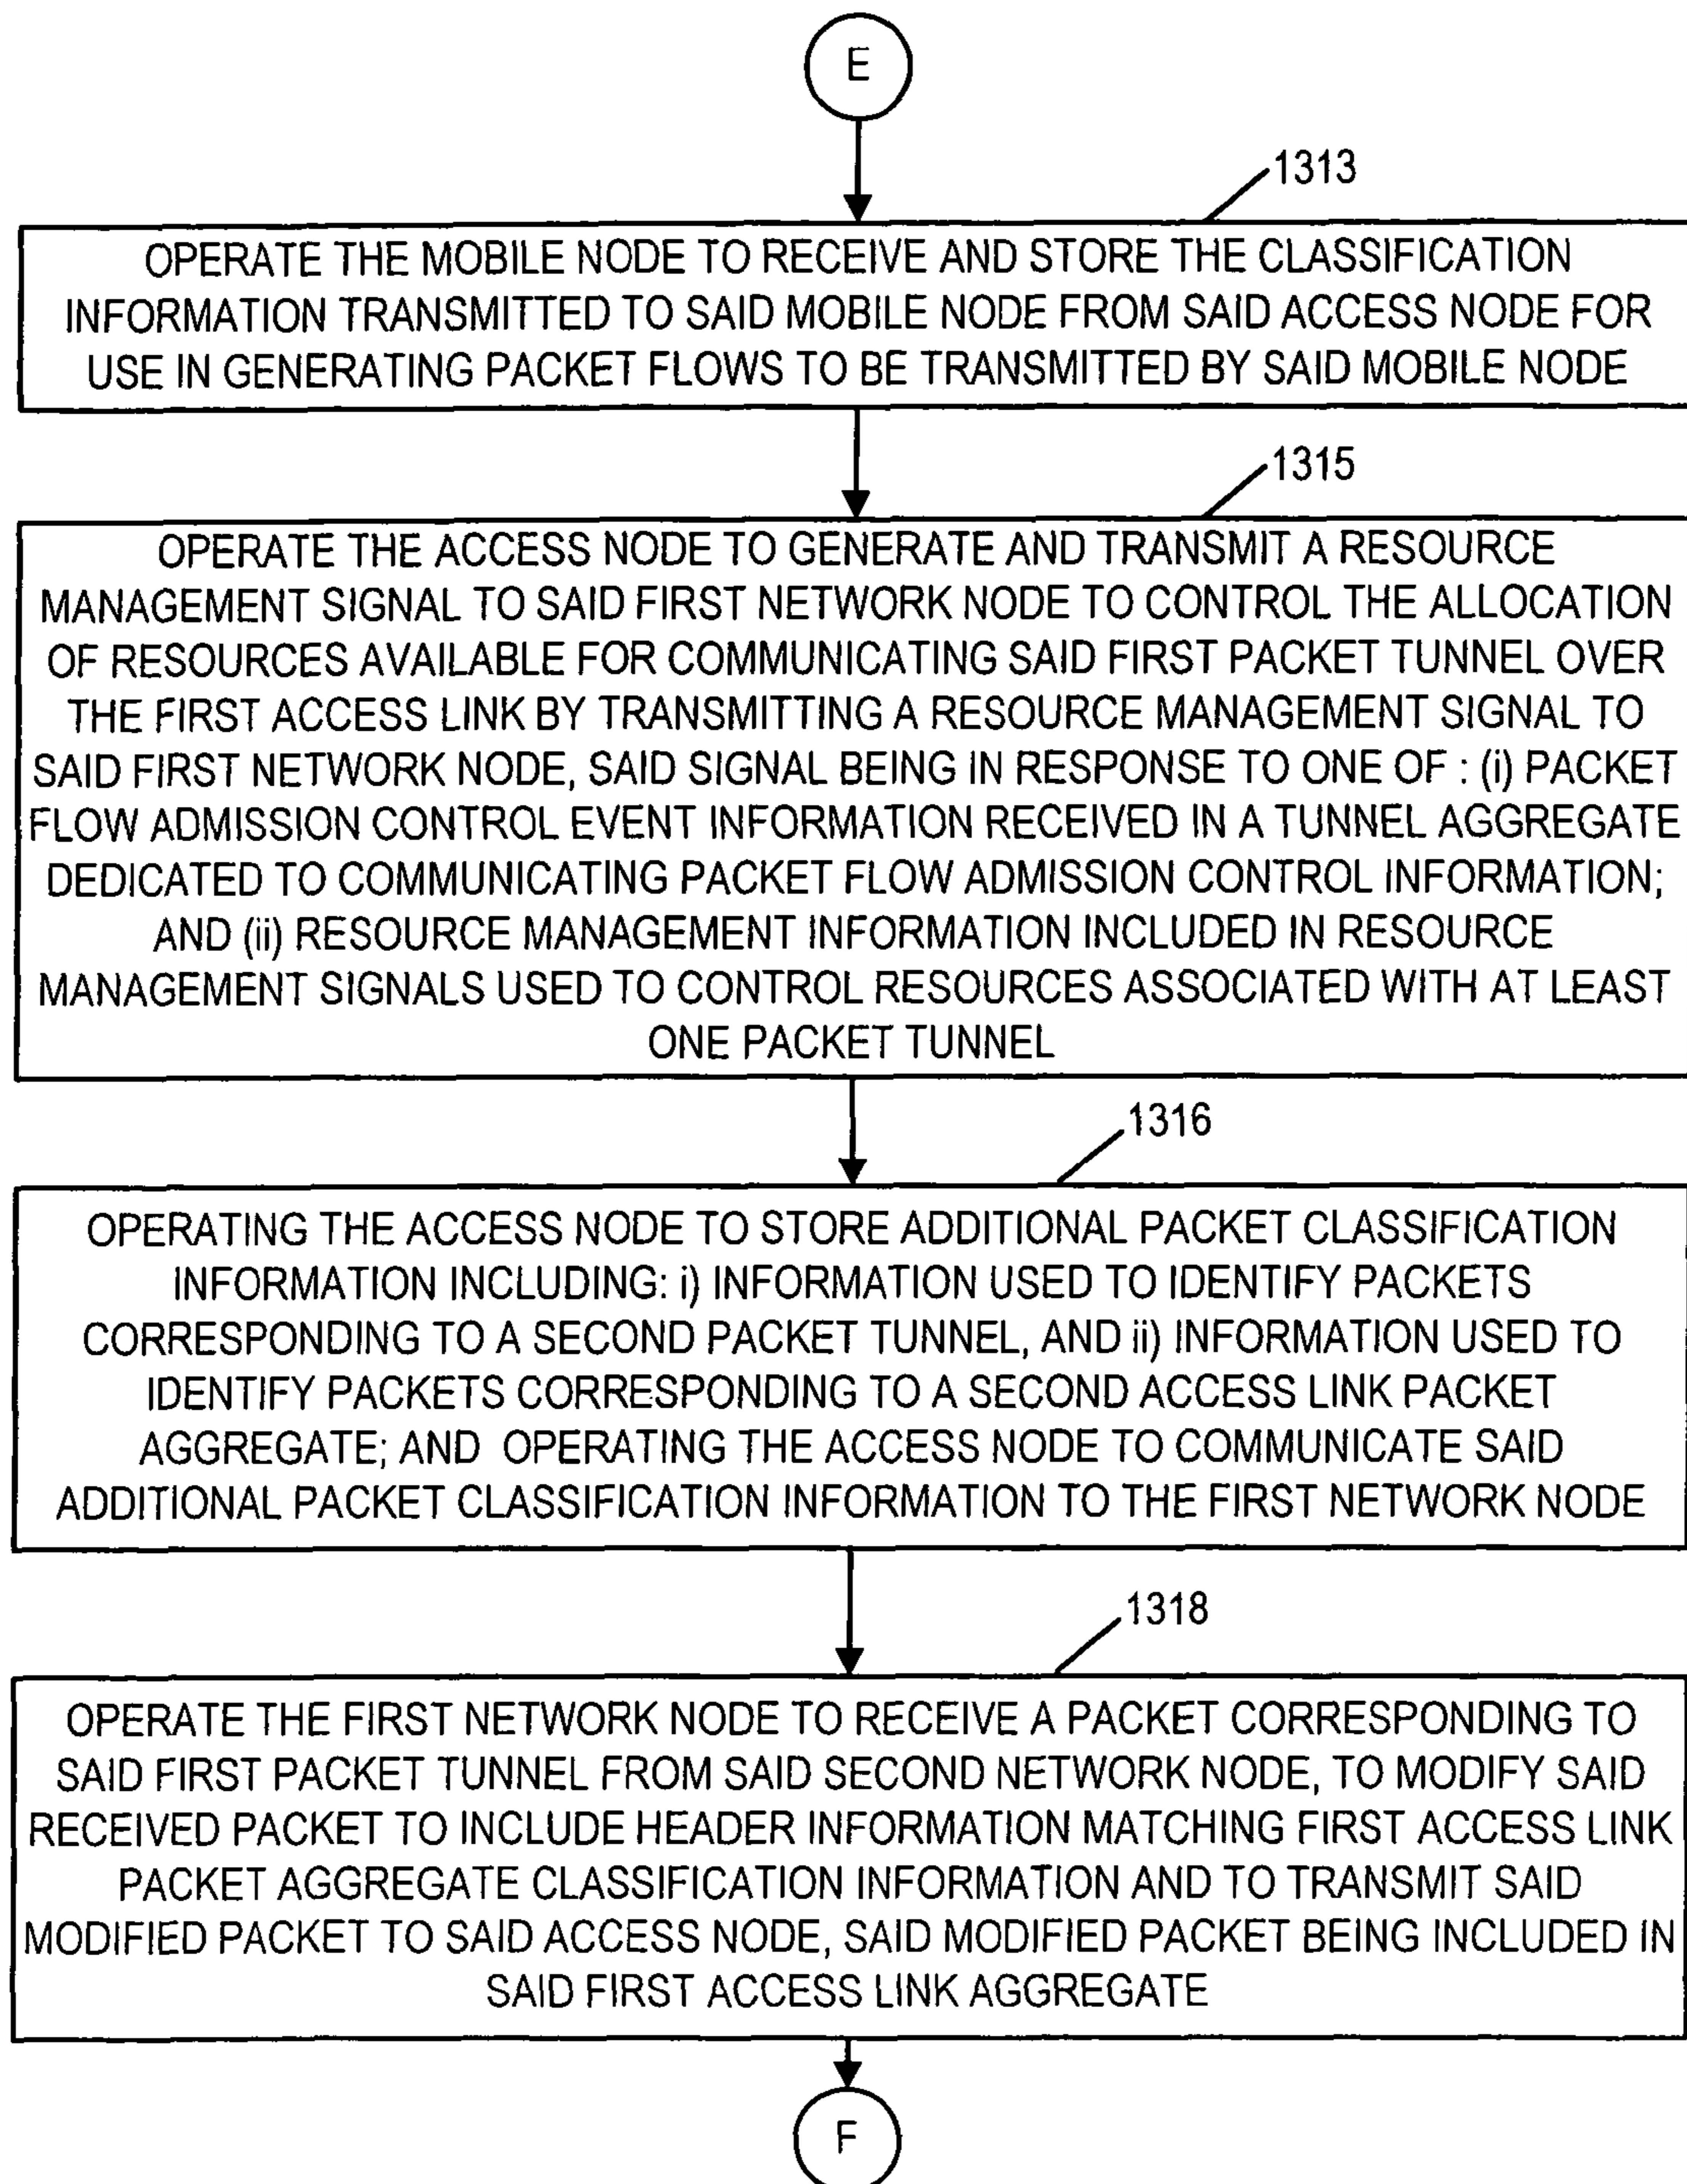 E
1313
OPERATE THE MOBILE NODE TO RECEIVE AND STORE THE CLASSIFICATION
INFORMATION TRANSMITTED TO SAID MOBILE NODE FROM SAID ACCESS NODE FOR
USE IN GENERATING PACKET FLOWS TO BE TRANSMITTED BY SAID MOBILE NODE
1315
OPERATE THE ACCESS NODE TO GENERATE AND TRANSMIT A RESOURCE
MANAGEMENT SIGNAL TO SAID FIRST NETWORK NODE TO CONTROL THE ALLOCATION
OF RESOURCES AVAILABLE FOR COMMUNICATING SAID FIRST PACKET TUNNEL OVER
THE FIRST ACCESS LINK BY TRANSMITTING A RESOURCE MANAGEMENT SIGNAL TO
SAID FIRST NETWORK NODE, SAID SIGNAL BEING IN RESPONSE TO ONE OF : (i) PACKET
FLOW ADMISSION CONTROL EVENT INFORMATION RECEIVED IN A TUNNEL AGGREGATE
DEDICATED TO COMMUNICATING PACKET FLOW ADMISSION CONTROL INFORMATION;
AND (ii) RESOURCE MANAGEMENT INFORMATION INCLUDED IN RESOURCE
MANAGEMENT SIGNALS USED TO CONTROL RESOURCES ASSOCIATED WITH AT LEAST
ONE PACKET TUNNEL
1316
OPERATING THE ACCESS NODE TO STORE ADDITIONAL PACKET CLASSIFICATION
INFORMATION INCLUDING: i) INFORMATION USED TO IDENTIFY PACKETS
CORRESPONDING TO A SECOND PACKET TUNNEL, AND ii) INFORMATION USED TO
IDENTIFY PACKETS CORRESPONDING TO A SECOND ACCESS LINK PACKET
AGGREGATE; AND OPERATING THE ACCESS NODE TO COMMUNICATE SAID
ADDITIONAL PACKET CLASSIFICATION INFORMATION TO THE FIRST NETWORK NODE
1318
OPERATE THE FIRST NETWORK NODE TO RECEIVE A PACKET CORRESPONDING TO
SAID FIRST PACKET TUNNEL FROM SAID SECOND NETWORK NODE, TO MODIFY SAID
RECEIVED PACKET TO INCLUDE HEADER INFORMATION MATCHING FIRST ACCESS LINK
PACKET AGGREGATE CLASSIFICATION INFORMATION AND TO TRANSMIT SAID
MODIFIED PACKET TO SAID ACCESS NODE, SAID MODIFIED PACKET BEING INCLUDED IN
SAID FIRST ACCESS LINK AGGREGATE
F